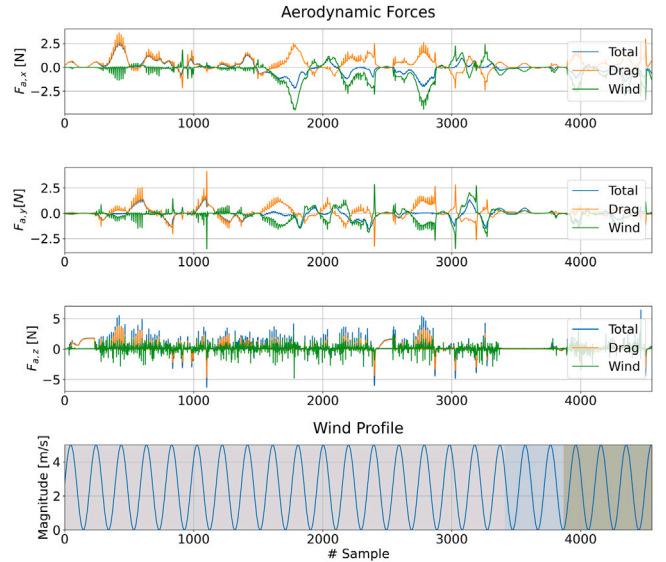 Aerodynamic Forces
F_{a,x} [N]
2.5
0.0
−2.5
Total
Drag
Wind
0 1000 2000 3000 4000
F_{a,y}[N]
2.5
0.0
−2.5
Total
Drag
Wind
0 1000 2000 3000 4000
F_{a,z} [N]
5
0
−5
Total
Drag
Wind
0 1000 2000 3000 4000
Wind Profile
Magnitude [m/s]
4
2
0
0 1000 2000 3000 4000
# Sample